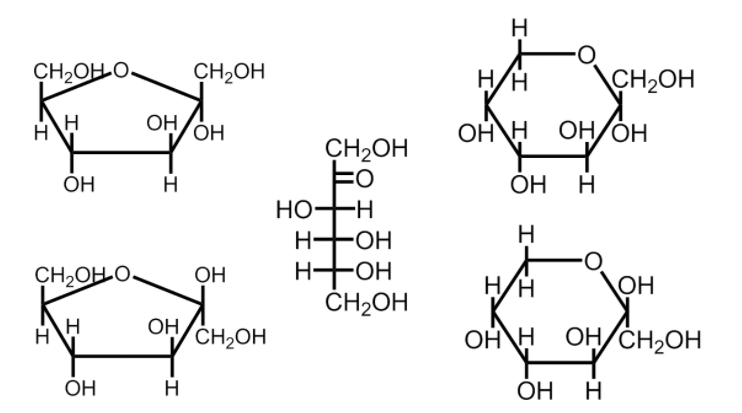 CH₂OH O CH₂OH
H H OH OH
OH H
H
O
H H CH₂OH
OH H OH OH
OH H
CH₂OH
O
HO H
H OH
H OH
CH₂OH
CH₂OH O OH
H H OH CH₂OH
OH H
H
O
H H OH
OH H OH CH₂OH
OH H